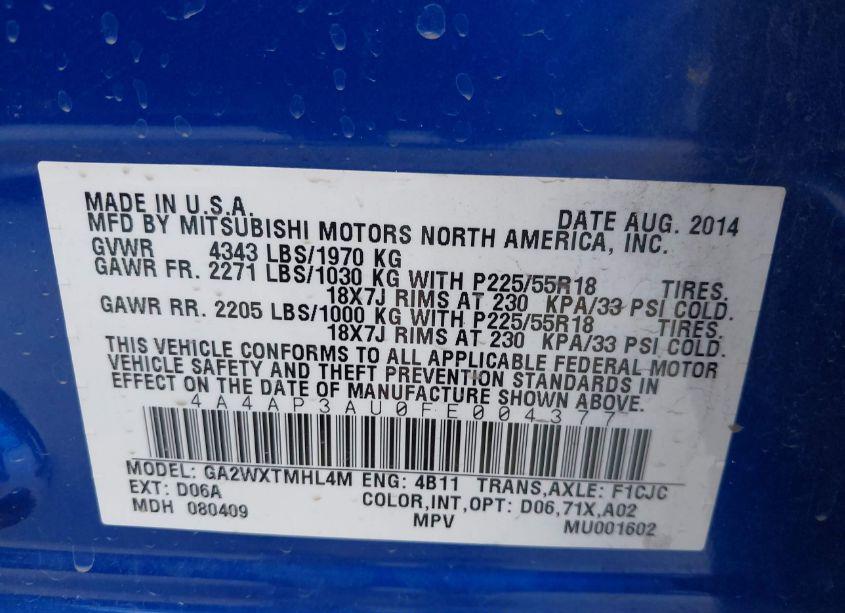 MADE IN U.S.A. DATE AUG. 2014
MFD BY MITSUBISHI MOTORS NORTH AMERICA, INC.
GVWR 4343 LBS/1970 KG
GAWR FR. 2271 LBS/1030 KG WITH P225/55R18 TIRES.
18X7J RIMS AT 230 KPA/33 PSI COLD.
GAWR RR. 2205 LBS/1000 KG WITH P225/55R18 TIRES.
18X7J RIMS AT 230 KPA/33 PSI COLD.
THIS VEHICLE CONFORMS TO ALL APPLICABLE FEDERAL MOTOR
VEHICLE SAFETY AND THEFT PREVENTION STANDARDS IN
EFFECT ON THE DATE OF MANUFACTURE SHOWN ABOVE.
4A4AP3AU0FE004377
MODEL: GA2WXTMHL4M ENG: 4B11 TRANS,AXLE: F1CJC
EXT: D06A COLOR,INT,OPT: D06,71X,A02
MDH 080409 MPV MU001602